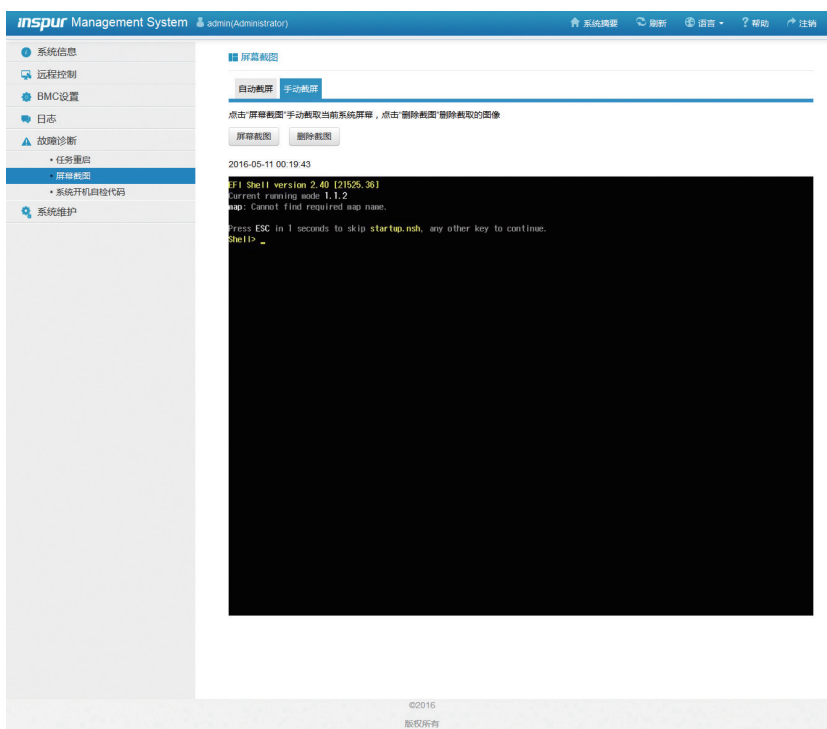 inspur Management System admin(Administrator) 系统摘要 刷新 语言 ? 帮助 注销
系统信息
远程控制
BMC设置
日志
故障诊断
• 任务重启
• 屏幕截图
• 系统开机自检代码
系统维护
屏幕截图
自动截屏 手动截屏
点击"屏幕截图"手动截取当前系统屏幕，点击"删除截图"删除截取的图像
屏幕截图 删除截图
2016-05-11 00:19:43
EFI Shell version 2.40 [21525.36]
Current running mode 1.1.2
map: Cannot find required map name.
Press ESC in 1 seconds to skip startup.nsh, any other key to continue.
Shell> _
©2016
版权所有